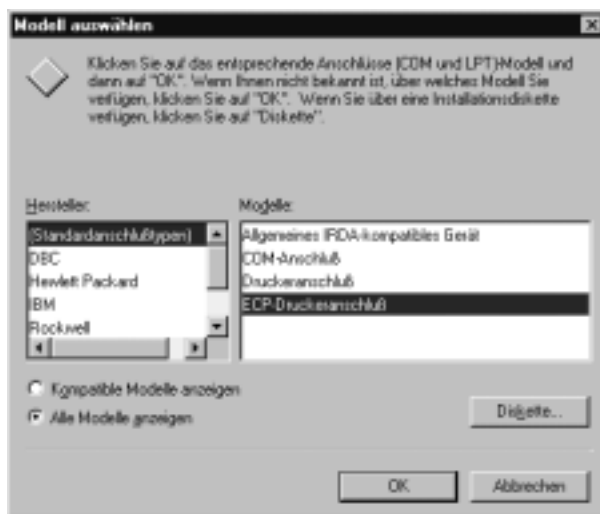 Modell auswählen
Klicken Sie auf das entsprechende Anschlüsse (COM und LPT)-Modell und
dann auf "OK". Wenn Ihnen nicht bekannt ist, über welches Modell Sie
verfügen, klicken Sie auf "OK". Wenn Sie über eine Installationsdiskette
verfügen, klicken Sie auf "Diskette".
Hersteller:
(Standardanschlußtypen)
DBC
Hewlett Packard
IBM
Rockwell
Modelle:
Allgemeines IRDA-kompatibles Gerät
COM-Anschluß
Druckeranschluß
ECP-Druckeranschluß
Kompatible Modelle anzeigen
Alle Modelle anzeigen
Diskette...
OK
Abbrechen